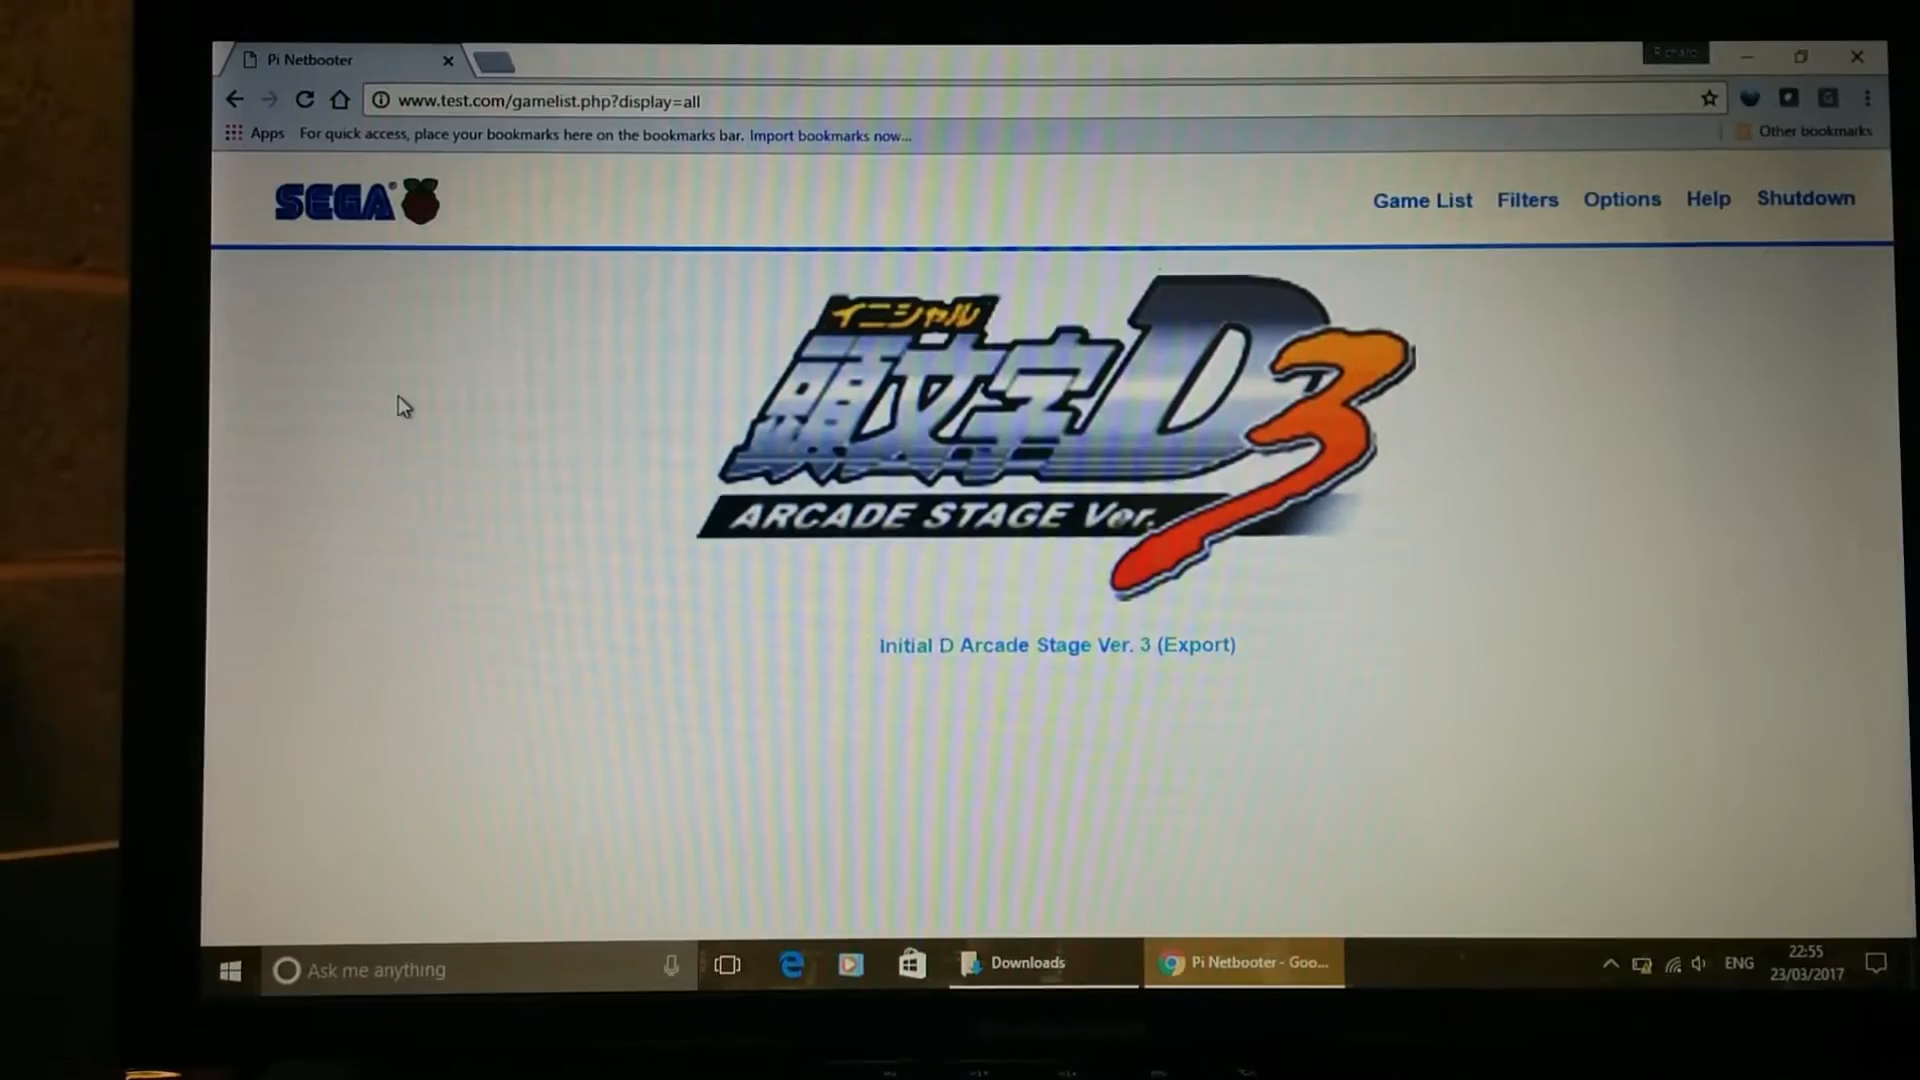 Pi Netbooter
www.test.com/gamelist.php?display=all
Apps For quick access, place your bookmarks here on the bookmarks bar. Import bookmarks now... Other bookmarks
SEGA® Game List Filters Options Help Shutdown
イニシャル
頭文字D3
ARCADE STAGE Ver.
Initial D Arcade Stage Ver. 3 (Export)
Ask me anything
Downloads
Pi Netbooter - Goo...
ENG
22:55
23/03/2017